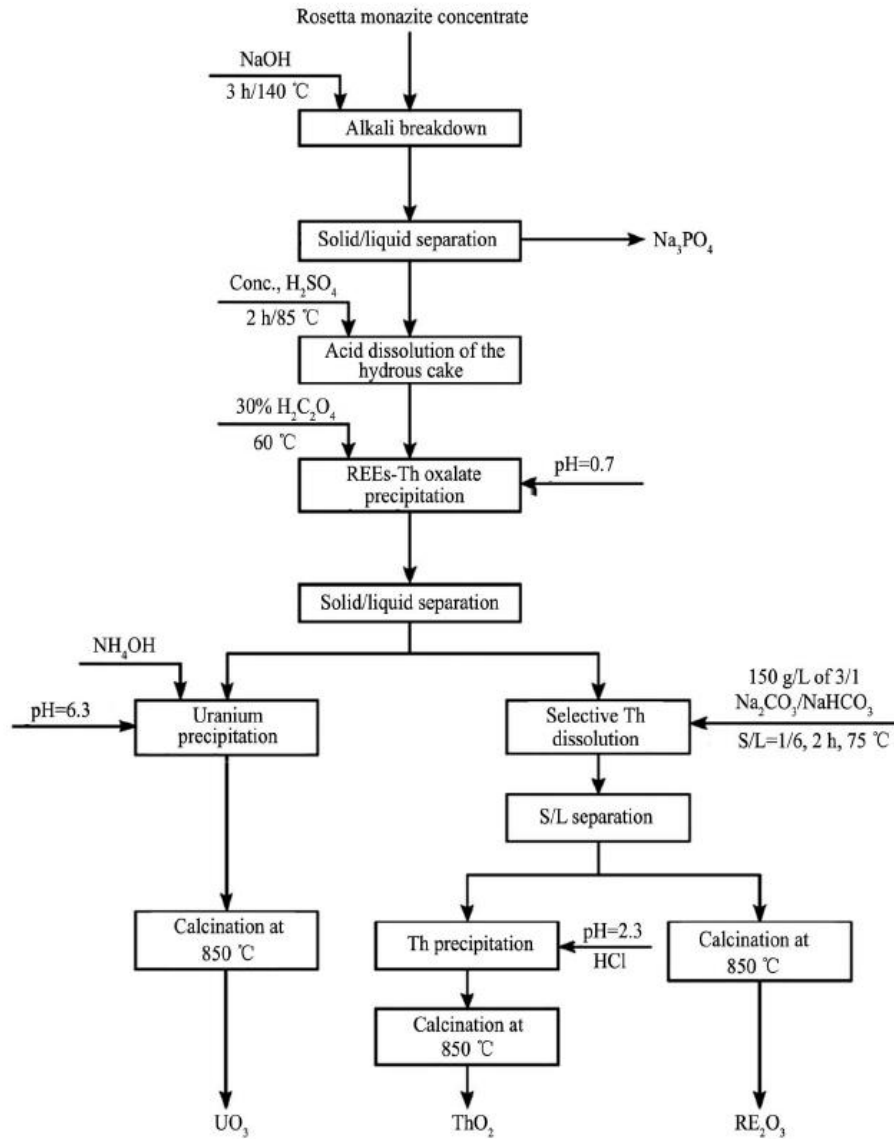 Rosetta monazite concentrate
NaOH
3 h/140 ℃
Alkali breakdown
Solid/liquid separation
Na₃PO₄
Conc., H₂SO₄
2 h/85 ℃
Acid dissolution of the
hydrous cake
30% H₂C₂O₄
60 ℃
REEs-Th oxalate
precipitation
pH=0.7
Solid/liquid separation
NH₄OH
pH=6.3
Uranium
precipitation
Selective Th
dissolution
150 g/L of 3/1
Na₂CO₃/NaHCO₃
S/L=1/6, 2 h, 75 ℃
S/L separation
Calcination at
850 ℃
Th precipitation
pH=2.3
HCl
Calcination at
850 ℃
Calcination at
850 ℃
UO₃
ThO₂
RE₂O₃